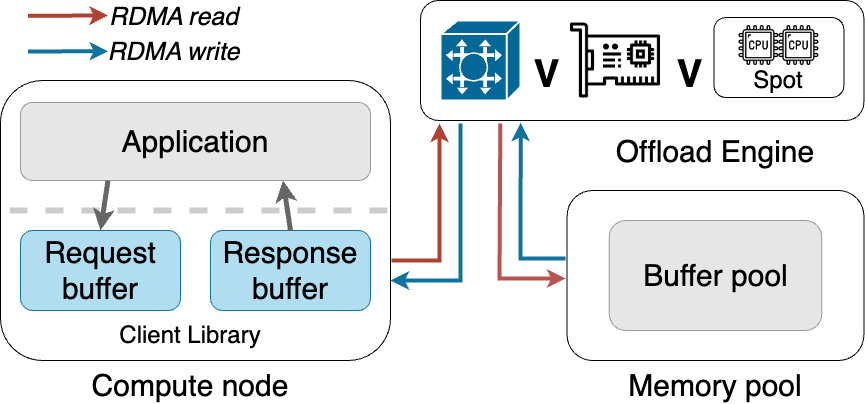 RDMA read
RDMA write
CPU CPU
V V
Spot
Offload Engine
Application
Request
buffer
Response
buffer
Client Library
Compute node
Buffer pool
Memory pool